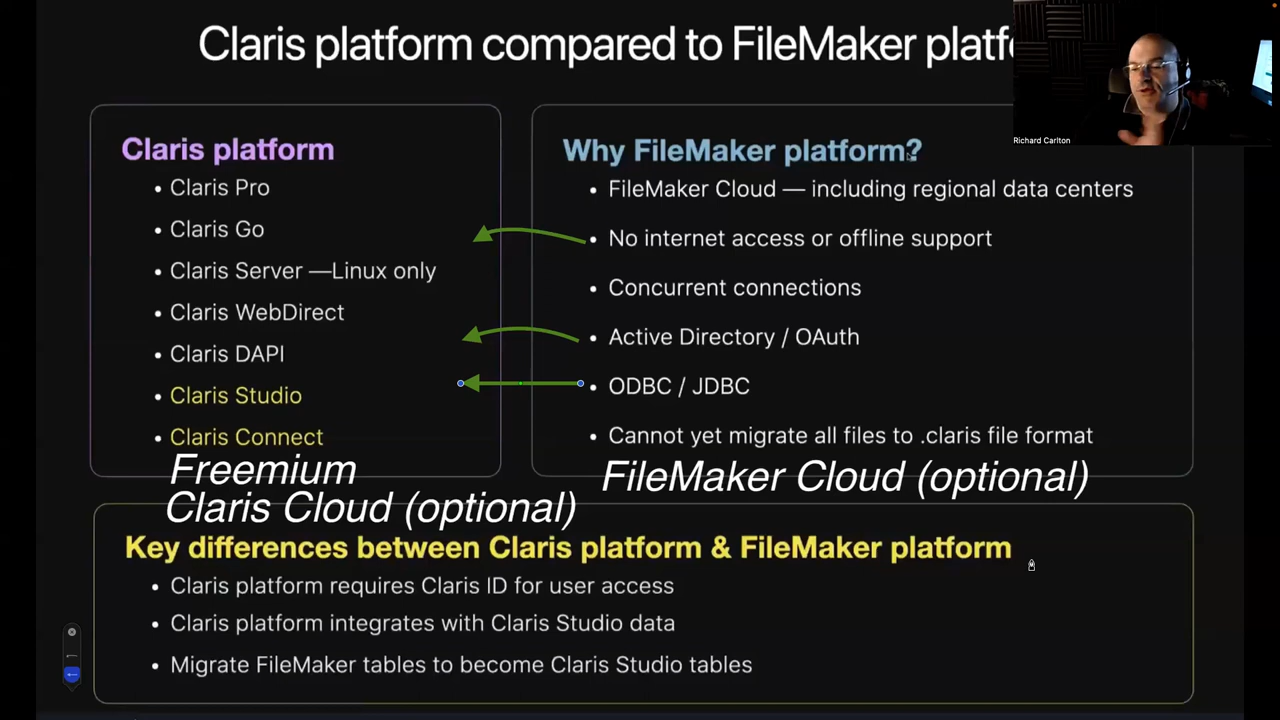 Claris platform compared to FileMaker platf
Richard Carlton
Claris platform
• Claris Pro
• Claris Go
• Claris Server —Linux only
• Claris WebDirect
• Claris DAPI
• Claris Studio
• Claris Connect
Freemium
Claris Cloud (optional)
Why FileMaker platform?
• FileMaker Cloud — including regional data centers
• No internet access or offline support
• Concurrent connections
• Active Directory / OAuth
• ODBC / JDBC
• Cannot yet migrate all files to .claris file format
FileMaker Cloud (optional)
Key differences between Claris platform & FileMaker platform
• Claris platform requires Claris ID for user access
• Claris platform integrates with Claris Studio data
• Migrate FileMaker tables to become Claris Studio tables